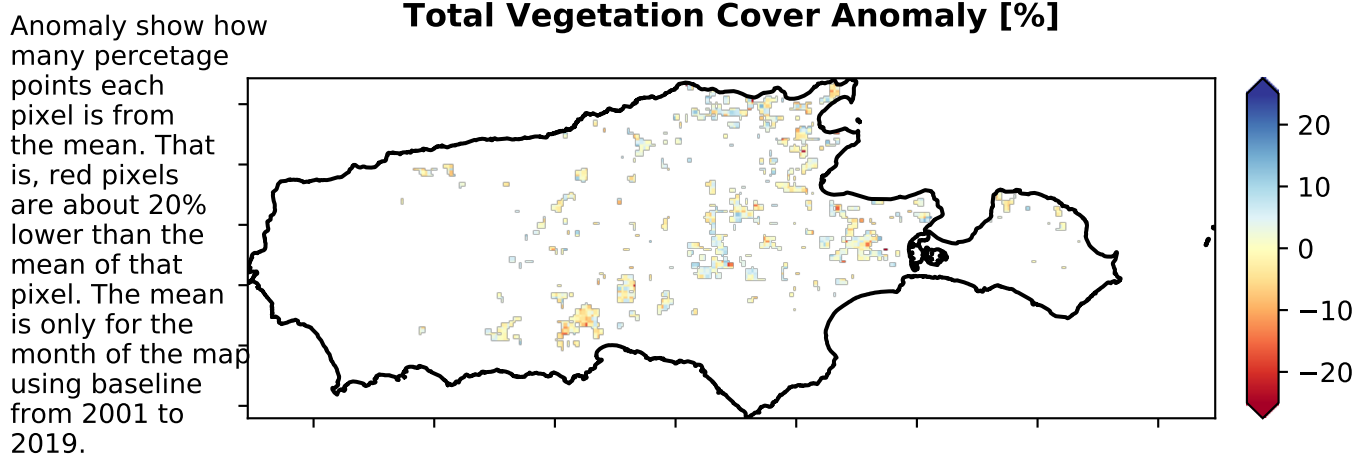 Total Vegetation Cover Anomaly [%]
Anomaly show how
many percetage
points each
pixel is from
the mean. That
is, red pixels
are about 20%
lower than the
mean of that
pixel. The mean
is only for the
month of the map
using baseline
from 2001 to
2019.
20
10
0
−10
−20